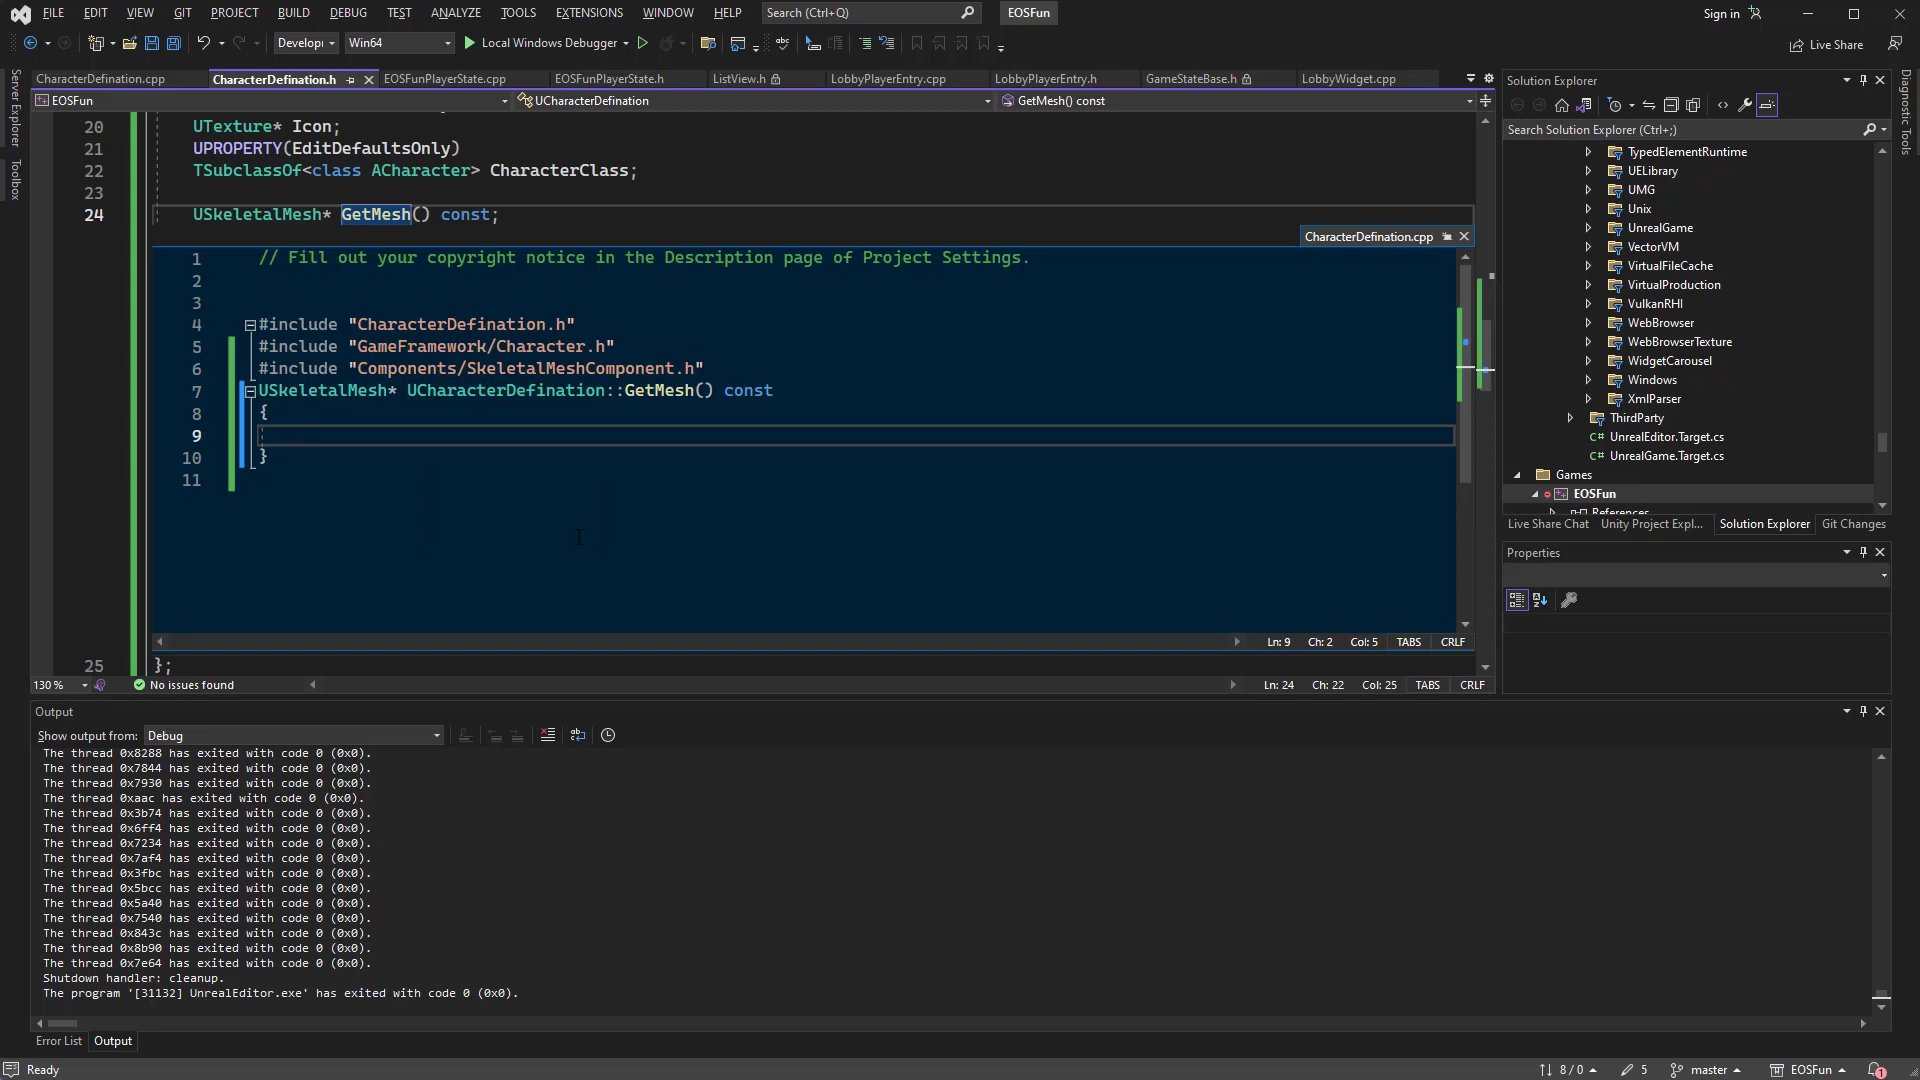 FILE EDIT VIEW GIT PROJECT BUILD DEBUG TEST ANALYZE TOOLS EXTENSIONS WINDOW HELP Search (Ctrl+Q) EOSFun Sign in
Develop Win64 Local Windows Debugger Live Share
Server Explorer
Toolbox
CharacterDefination.cpp CharacterDefination.h EOSFunPlayerState.cpp EOSFunPlayerState.h ListView.h LobbyPlayerEntry.cpp LobbyPlayerEntry.h GameStateBase.h LobbyWidget.cpp
EOSFun UCharacterDefination GetMesh() const
20 UTexture* Icon;
21 UPROPERTY(EditDefaultsOnly)
22 TSubclassOf<class ACharacter> CharacterClass;
23
24 USkeletalMesh* GetMesh() const;
CharacterDefination.cpp
1 // Fill out your copyright notice in the Description page of Project Settings.
2
3
4 #include "CharacterDefination.h"
5 #include "GameFramework/Character.h"
6 #include "Components/SkeletalMeshComponent.h"
7 USkeletalMesh* UCharacterDefination::GetMesh() const
8 {
9
10 }
11
Ln: 9 Ch: 2 Col: 5 TABS CRLF
25 };
130 % No issues found Ln: 24 Ch: 22 Col: 25 TABS CRLF
Solution Explorer
Search Solution Explorer (Ctrl+;)
TypedElementRuntime
UELibrary
UMG
Unix
UnrealGame
VectorVM
VirtualFileCache
VirtualProduction
VulkanRHI
WebBrowser
WebBrowserTexture
WidgetCarousel
Windows
XmlParser
ThirdParty
C# UnrealEditor.Target.cs
C# UnrealGame.Target.cs
Games
EOSFun
References
Live Share Chat Unity Project Expl... Solution Explorer Git Changes
Properties
Diagnostic Tools
Output
Show output from: Debug
The thread 0x8288 has exited with code 0 (0x0).
The thread 0x7844 has exited with code 0 (0x0).
The thread 0x7930 has exited with code 0 (0x0).
The thread 0xaac has exited with code 0 (0x0).
The thread 0x3b74 has exited with code 0 (0x0).
The thread 0x6ff4 has exited with code 0 (0x0).
The thread 0x7234 has exited with code 0 (0x0).
The thread 0x7af4 has exited with code 0 (0x0).
The thread 0x3fbc has exited with code 0 (0x0).
The thread 0x5bcc has exited with code 0 (0x0).
The thread 0x5a40 has exited with code 0 (0x0).
The thread 0x7540 has exited with code 0 (0x0).
The thread 0x843c has exited with code 0 (0x0).
The thread 0x8b90 has exited with code 0 (0x0).
The thread 0x7e64 has exited with code 0 (0x0).
Shutdown handler: cleanup.
The program '[31132] UnrealEditor.exe' has exited with code 0 (0x0).
Error List Output
Ready 8 / 0 5 master EOSFun 1